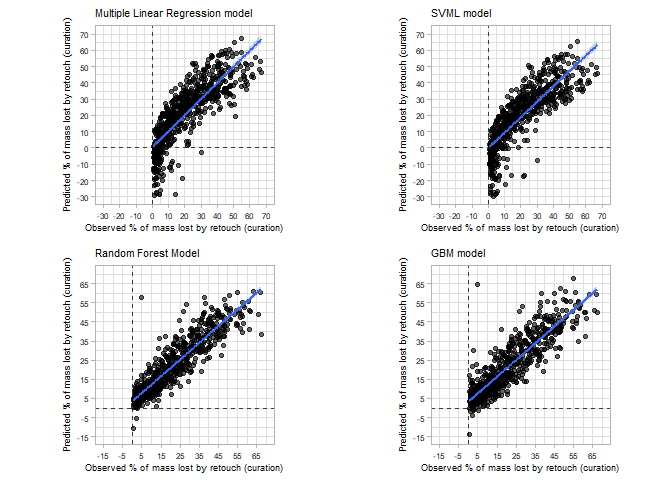 Multiple Linear Regression model
SVML model
Predicted % of mass lost by retouch (curation)
70
60
50
40
30
20
10
0
-10
-20
-30
-30 -20 -10 0 10 20 30 40 50 60 70
Observed % of mass lost by retouch (curation)
Predicted % of mass lost by retouch (curation)
70
60
50
40
30
20
10
0
-10
-20
-30
-30 -20 -10 0 10 20 30 40 50 60 70
Observed % of mass lost by retouch (curation)
Random Forest Model
GBM model
Predicted % of mass lost by retouch (curation)
65
55
45
35
25
15
5
-5
-15
-15 -5 5 15 25 35 45 55 65
Observed % of mass lost by retouch (curation)
Predicted % of mass lost by retouch (curation)
65
55
45
35
25
15
5
-5
-15
-15 -5 5 15 25 35 45 55 65
Observed % of mass lost by retouch (curation)